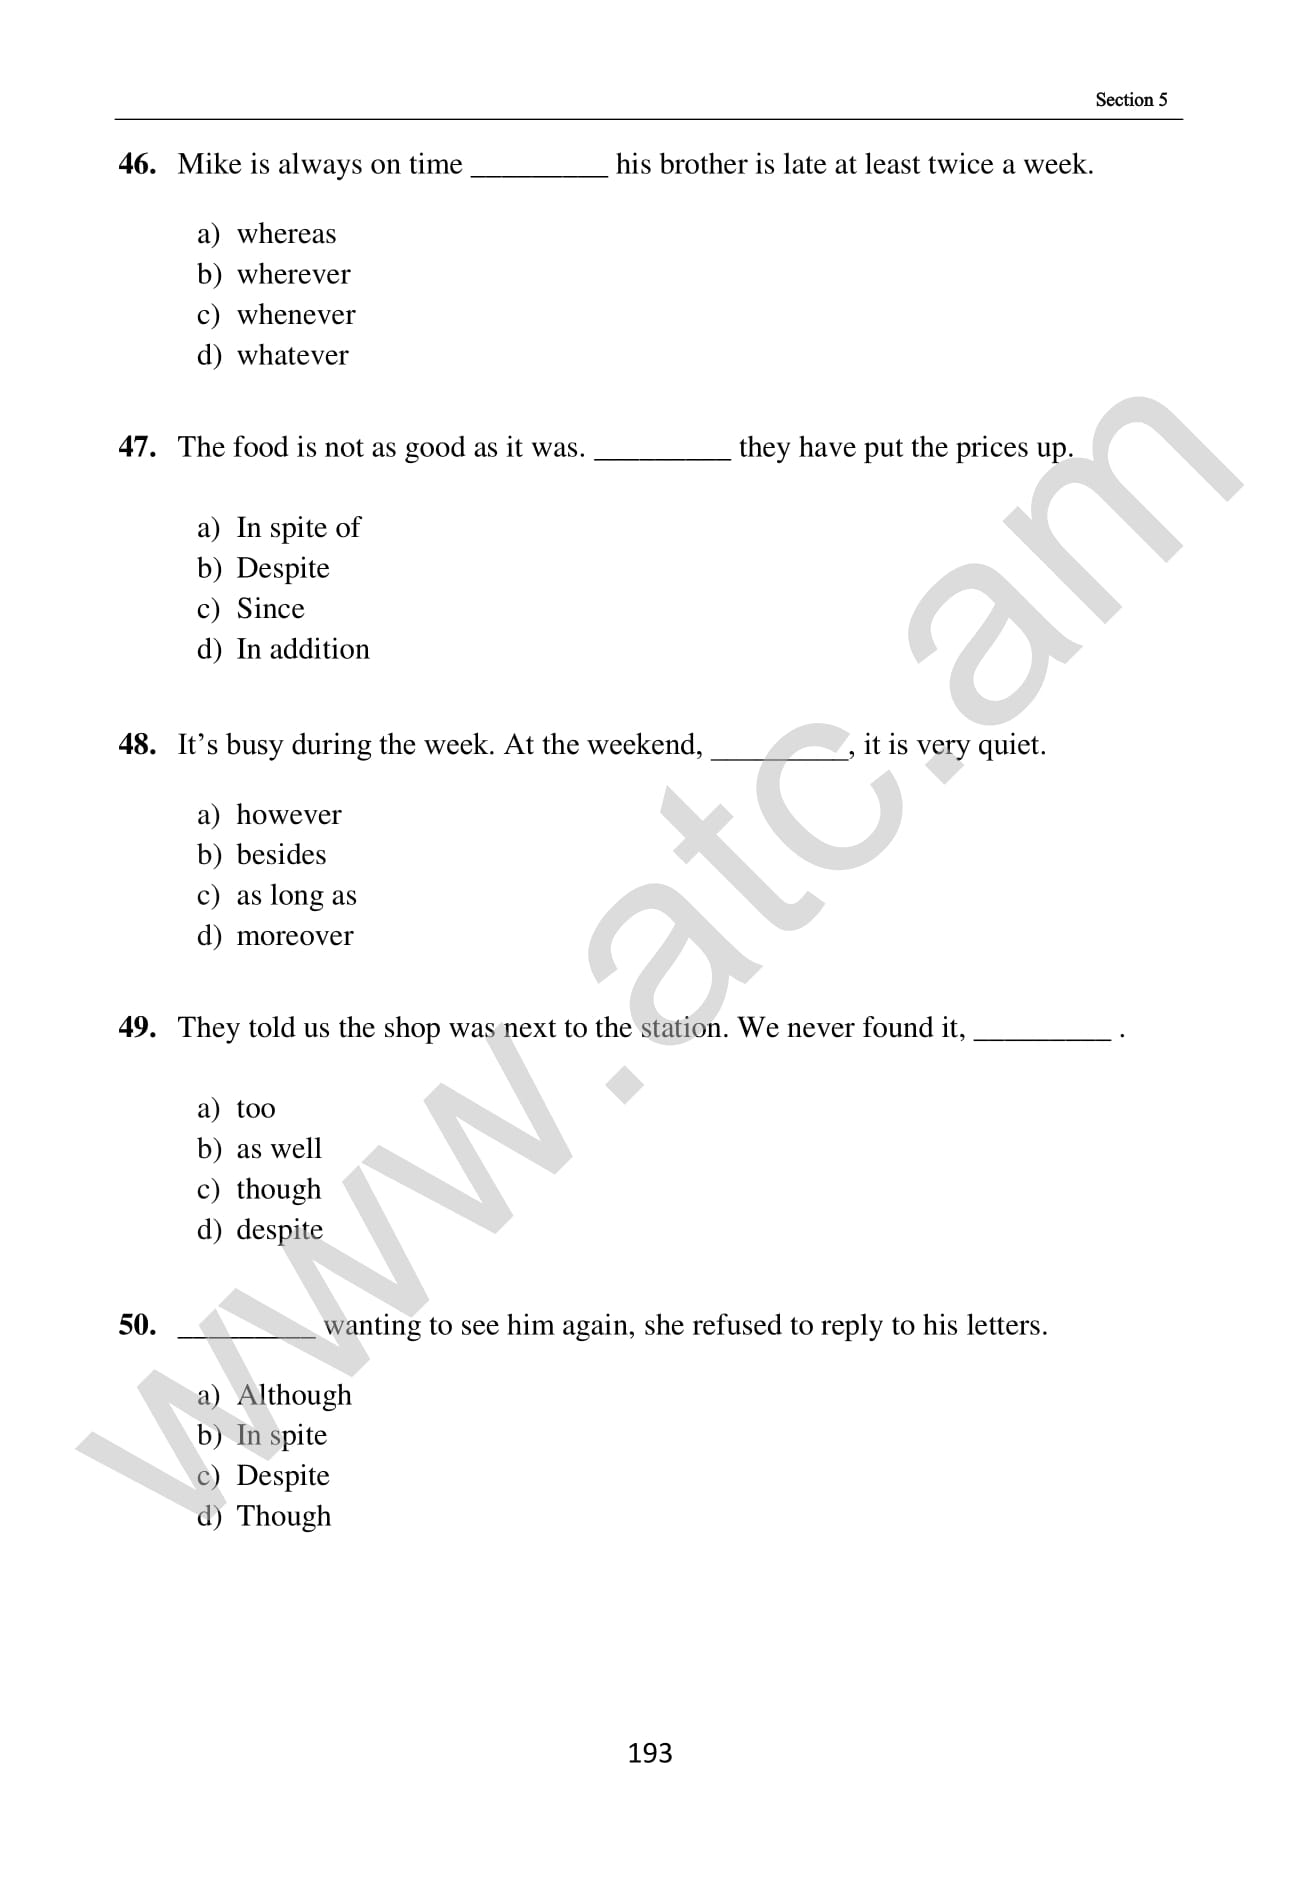 Section 5
46. Mike is always on time _________ his brother is late at least twice a week.
a) whereas
b) wherever
c) whenever
d) whatever
47. The food is not as good as it was. _________ they have put the prices up.
a) In spite of
b) Despite
c) Since
d) In addition
48. It’s busy during the week. At the weekend, _________, it is very quiet.
a) however
b) besides
c) as long as
d) moreover
49. They told us the shop was next to the station. We never found it, _________ .
a) too
b) as well
c) though
d) despite
50. _________ wanting to see him again, she refused to reply to his letters.
a) Although
b) In spite
c) Despite
d) Though
193
www.atc.am